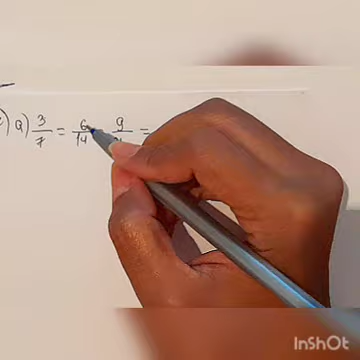 a) 3/7 = 6/14 9/ =
InShOt